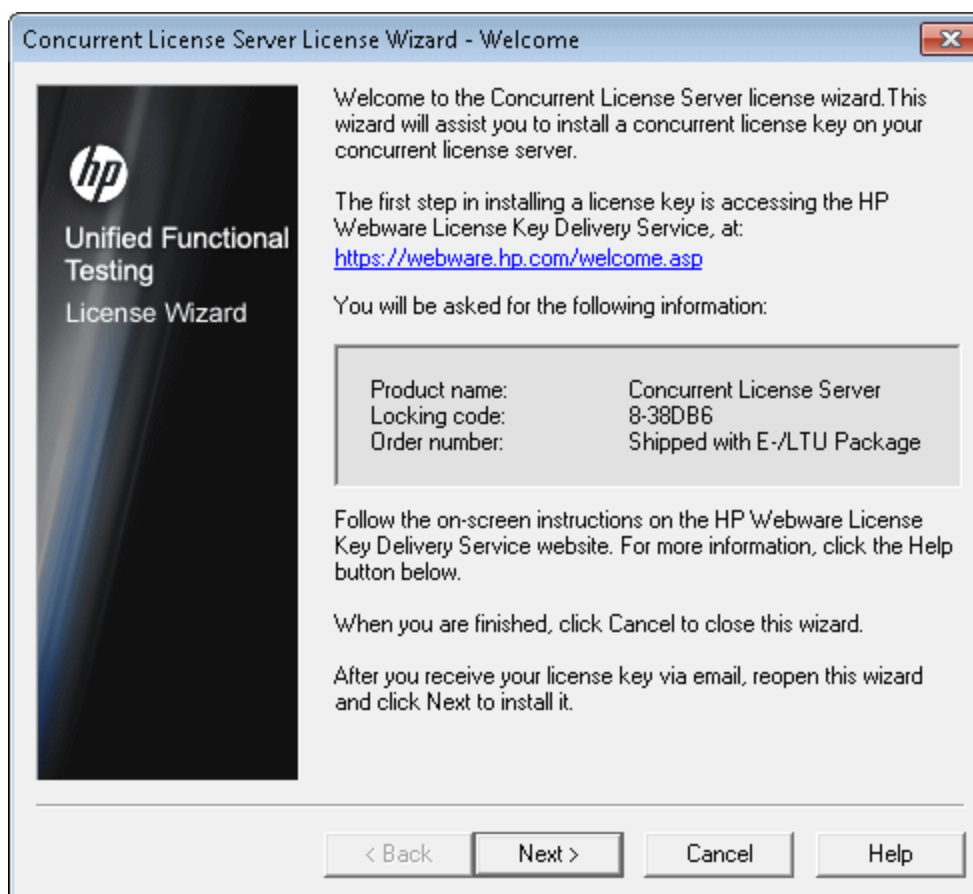 Concurrent License Server License Wizard - Welcome
hp
Unified Functional
Testing
License Wizard
Welcome to the Concurrent License Server license wizard.This
wizard will assist you to install a concurrent license key on your
concurrent license server.
The first step in installing a license key is accessing the HP
Webware License Key Delivery Service, at:
https://webware.hp.com/welcome.asp
You will be asked for the following information:
Product name: Concurrent License Server
Locking code: 8-38DB6
Order number: Shipped with E-/LTU Package
Follow the on-screen instructions on the HP Webware License
Key Delivery Service website. For more information, click the Help
button below.
When you are finished, click Cancel to close this wizard.
After you receive your license key via email, reopen this wizard
and click Next to install it.
< Back Next > Cancel Help